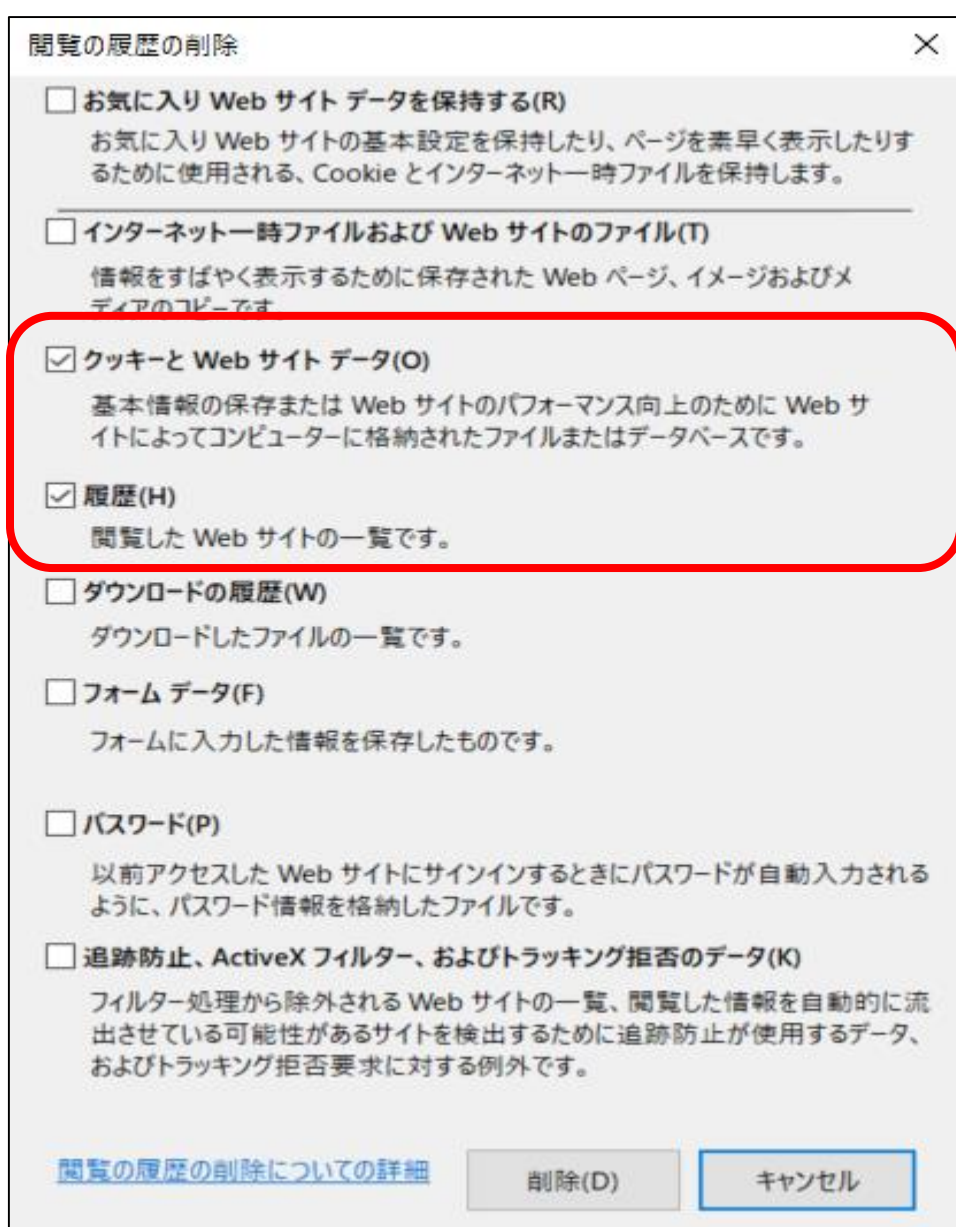 閲覧の履歴の削除
お気に入り Web サイト データを保持する(R)
お気に入り Web サイトの基本設定を保持したり、ページを素早く表示したりす
るために使用される、Cookie とインターネット一時ファイルを保持します。
インターネット一時ファイルおよび Web サイトのファイル(T)
情報をすばやく表示するために保存された Web ページ、イメージおよびメ
ディアのコピーです。
クッキーと Web サイト データ(O)
基本情報の保存または Web サイトのパフォーマンス向上のために Web サ
イトによってコンピューターに格納されたファイルまたはデータベースです。
履歴(H)
閲覧した Web サイトの一覧です。
ダウンロードの履歴(W)
ダウンロードしたファイルの一覧です。
フォーム データ(F)
フォームに入力した情報を保存したものです。
パスワード(P)
以前アクセスした Web サイトにサインインするときにパスワードが自動入力される
ように、パスワード情報を格納したファイルです。
追跡防止、ActiveX フィルター、およびトラッキング拒否のデータ(K)
フィルター処理から除外される Web サイトの一覧、閲覧した情報を自動的に流
出させている可能性があるサイトを検出するために追跡防止が使用するデータ、
およびトラッキング拒否要求に対する例外です。
閲覧の履歴の削除についての詳細
削除(D)
キャンセル